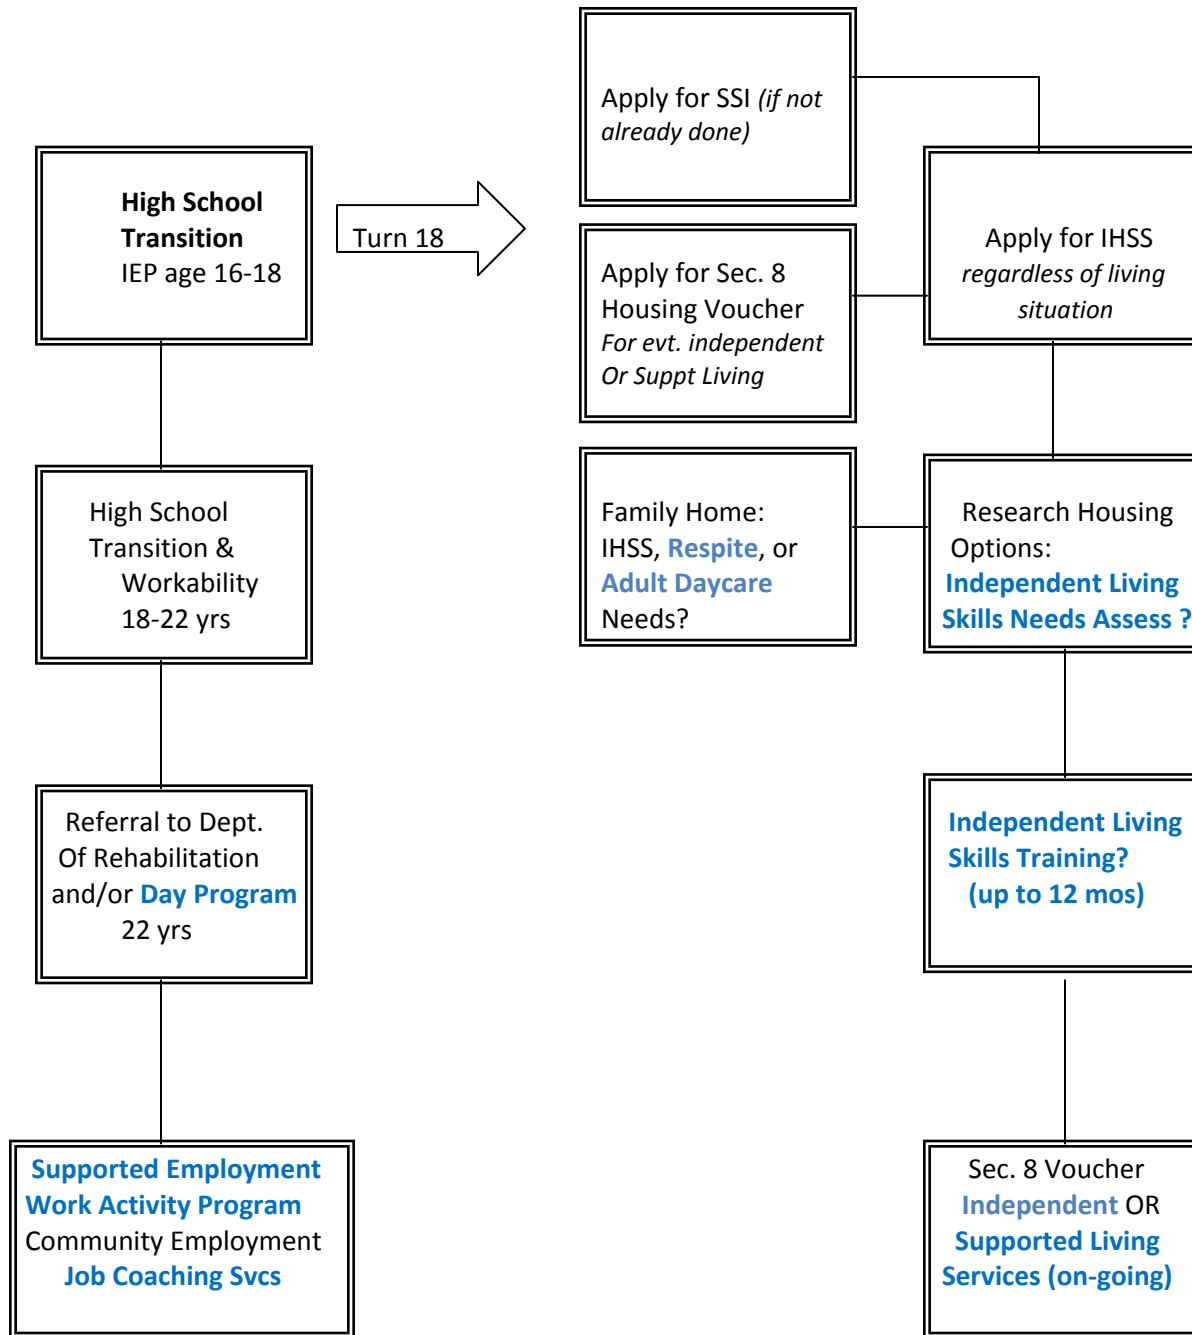 High School
Transition
IEP age 16-18
Turn 18
Apply for SSI (if not
already done)
Apply for Sec. 8
Housing Voucher
For evt. independent
Or Suppt Living
Apply for IHSS
regardless of living
situation
High School
Transition &
Workability
18-22 yrs
Family Home:
IHSS, Respite, or
Adult Daycare
Needs?
Research Housing
Options:
Independent Living
Skills Needs Assess ?
Referral to Dept.
Of Rehabilitation
and/or Day Program
22 yrs
Independent Living
Skills Training?
(up to 12 mos)
Supported Employment
Work Activity Program
Community Employment
Job Coaching Svcs
Sec. 8 Voucher
Independent OR
Supported Living
Services (on-going)